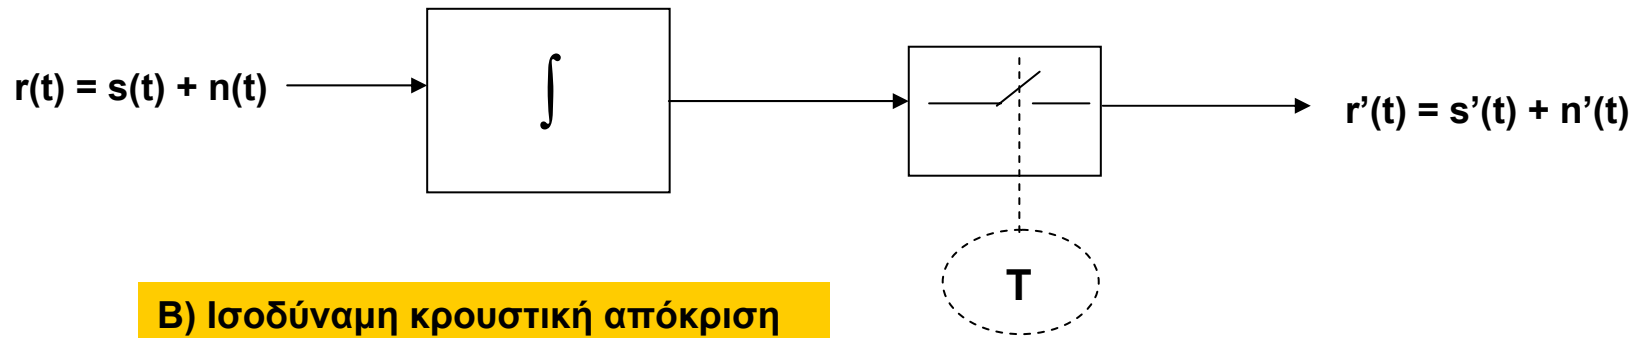 r(t) = s(t) + n(t)
∫
r’(t) = s’(t) + n’(t)
T
Β) Ισοδύναμη κρουστική απόκριση